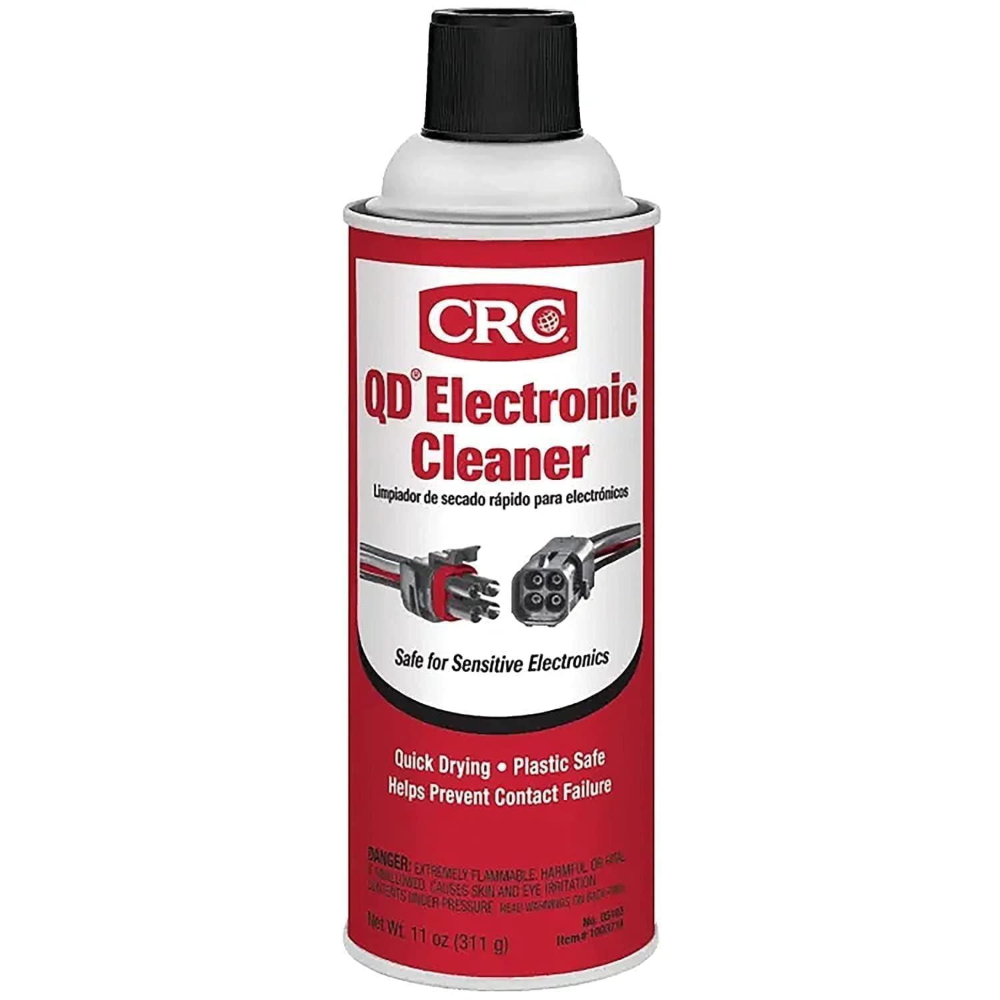 CRC®
QD® Electronic
Cleaner
Limpiador de secado rápido para electrónicos
Safe for Sensitive Electronics
Quick Drying • Plastic Safe
Helps Prevent Contact Failure
DANGER: EXTREMELY FLAMMABLE. HARMFUL OR FATAL
IF SWALLOWED. CAUSES SKIN AND EYE IRRITATION.
CONTENTS UNDER PRESSURE. READ WARNINGS ON BACK PANEL.
No. 05103
Net Wt. 11 oz (311 g)
Item# 1003714